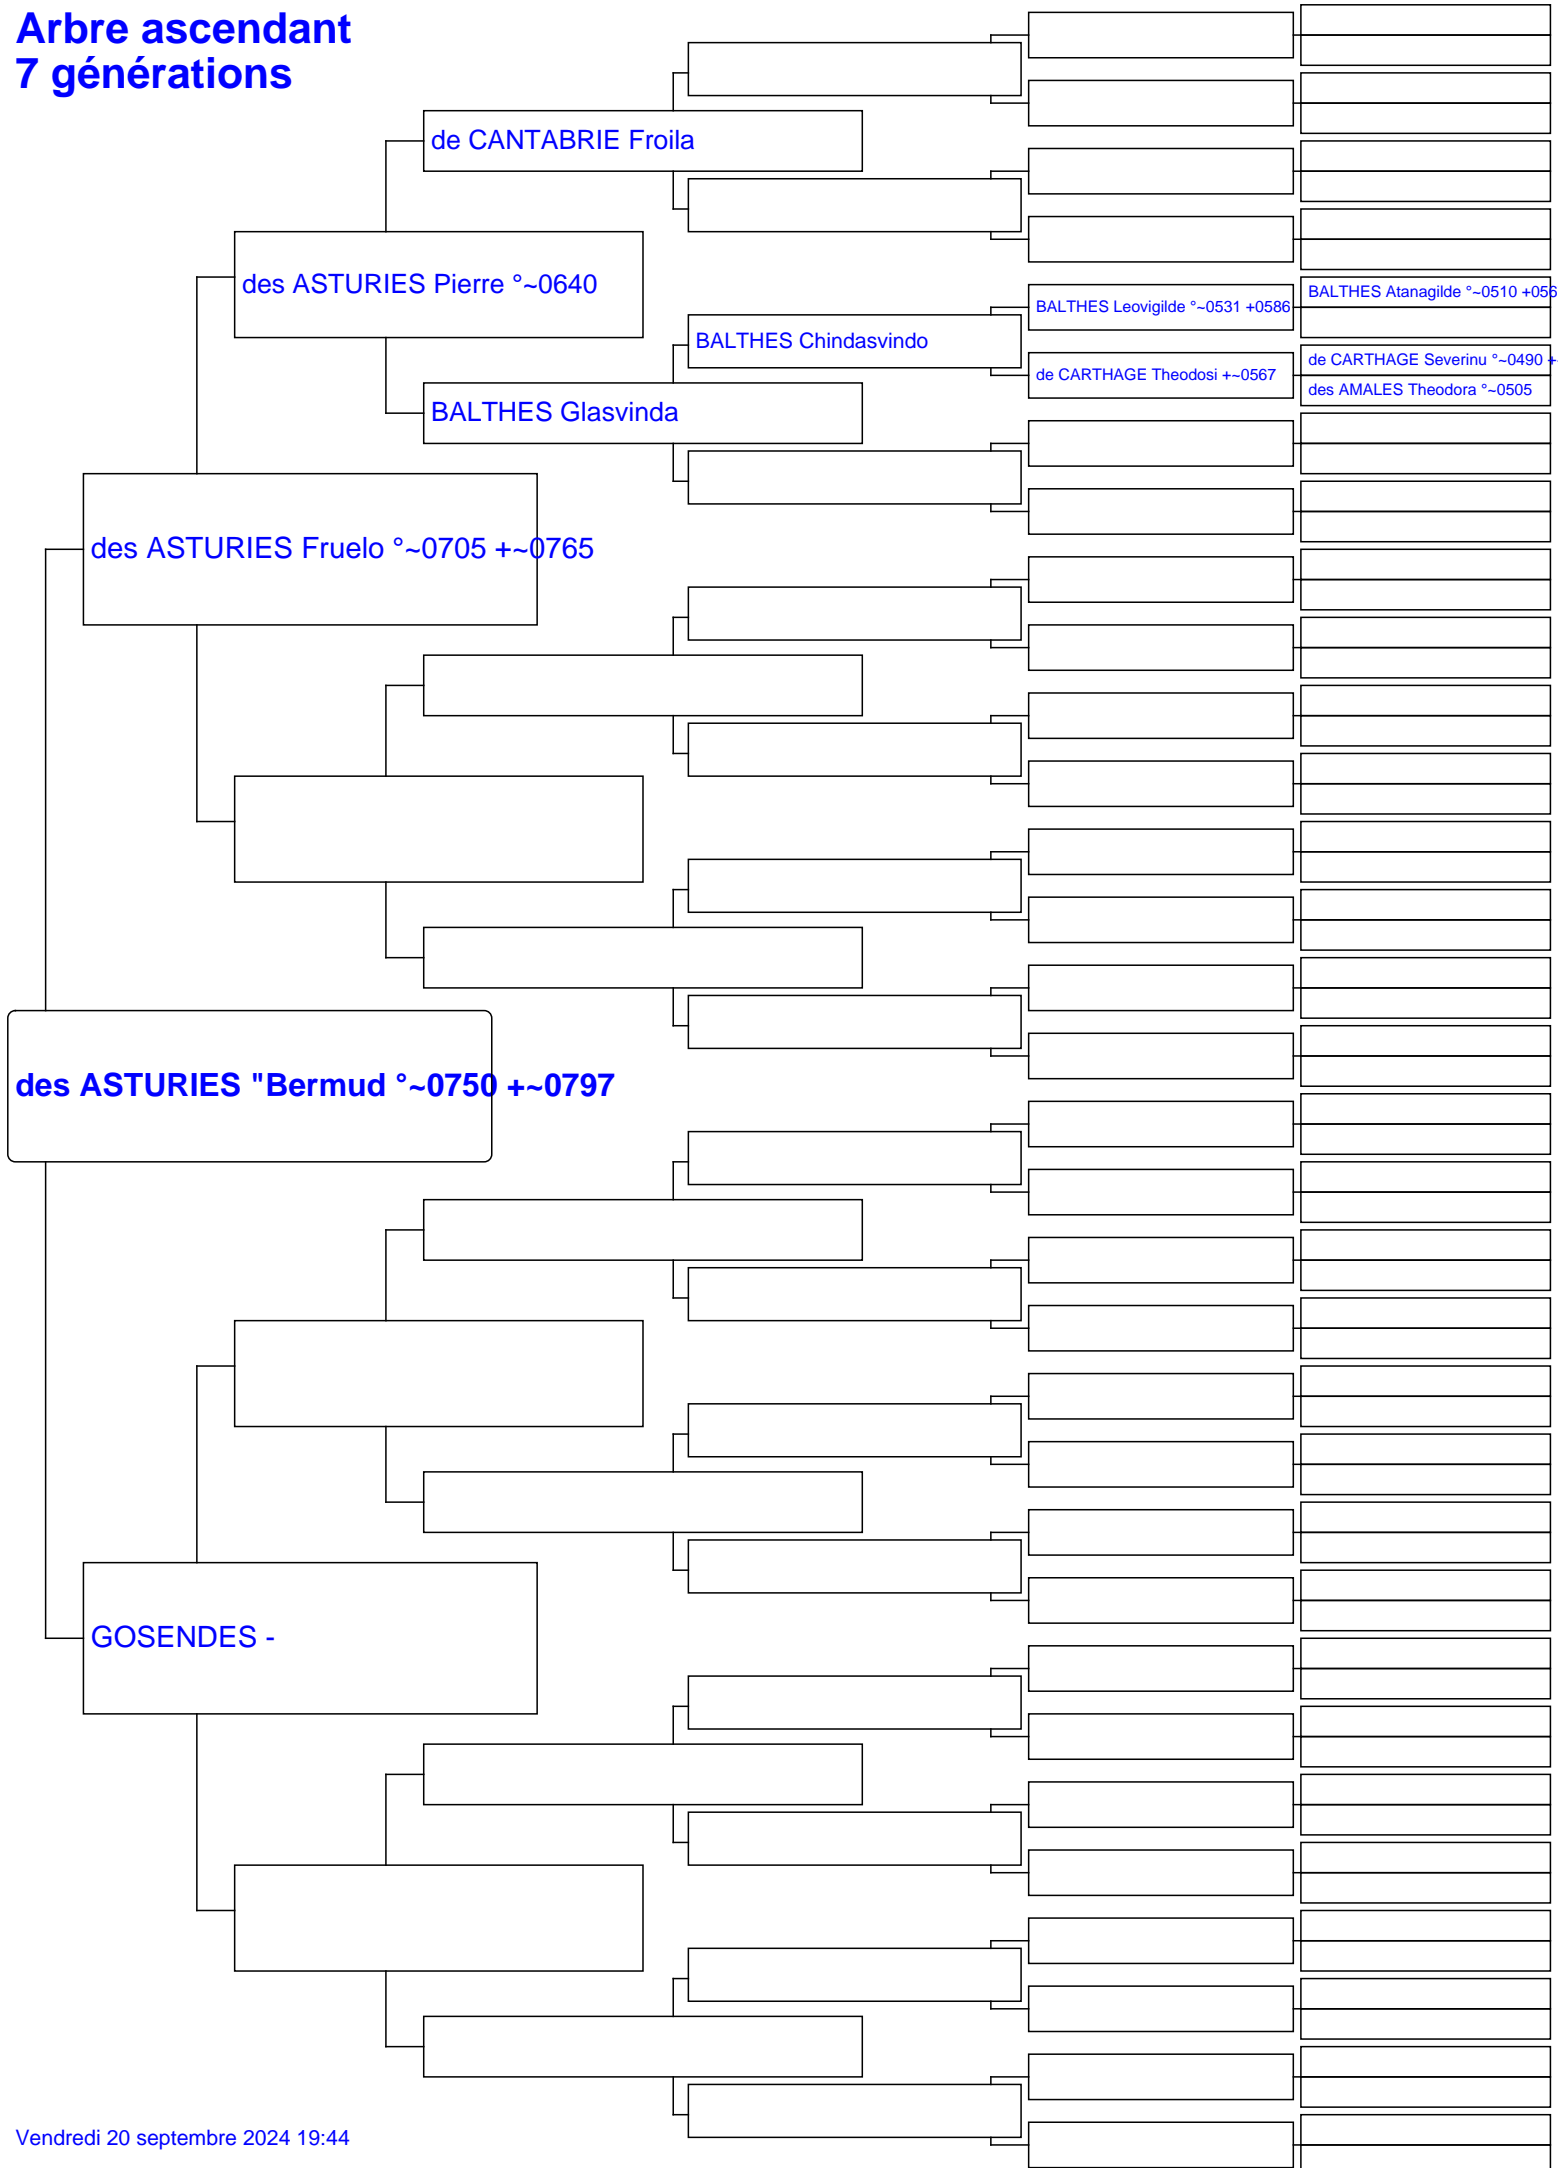 Arbre ascendant
7 générations
de CANTABRIE Froila
des ASTURIES Pierre °~0640
BALTHES Atanagilde °~0510 +056
BALTHES Leovigilde °~0531 +0586
BALTHES Chindasvindo
de CARTHAGE Severinu °~0490 +
de CARTHAGE Theodosi +~0567
des AMALES Theodora °~0505
BALTHES Glasvinda
des ASTURIES Fruelo °~0705 +~0765
des ASTURIES "Bermud °~0750 +~0797
GOSENDES -
Vendredi 20 septembre 2024 19:44